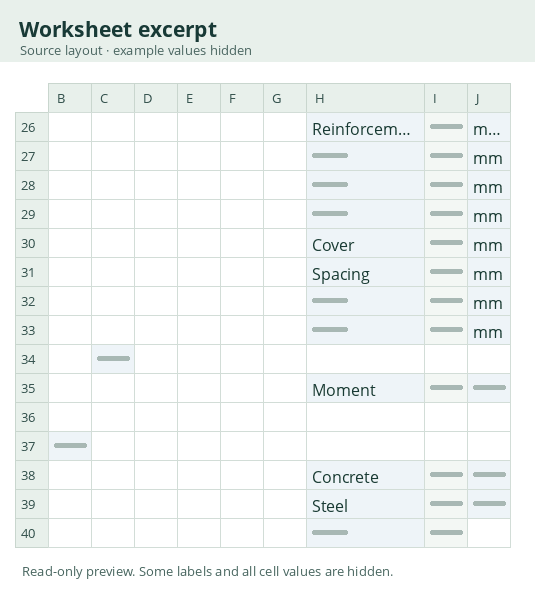 Worksheet excerpt
Source layout · example values hidden
B C D E F G H I J
26 Reinforcem... m...
27 mm
28 mm
29 mm
30 Cover mm
31 Spacing mm
32 mm
33 mm
34
35 Moment
36
37
38 Concrete
39 Steel
40
Read-only preview. Some labels and all cell values are hidden.